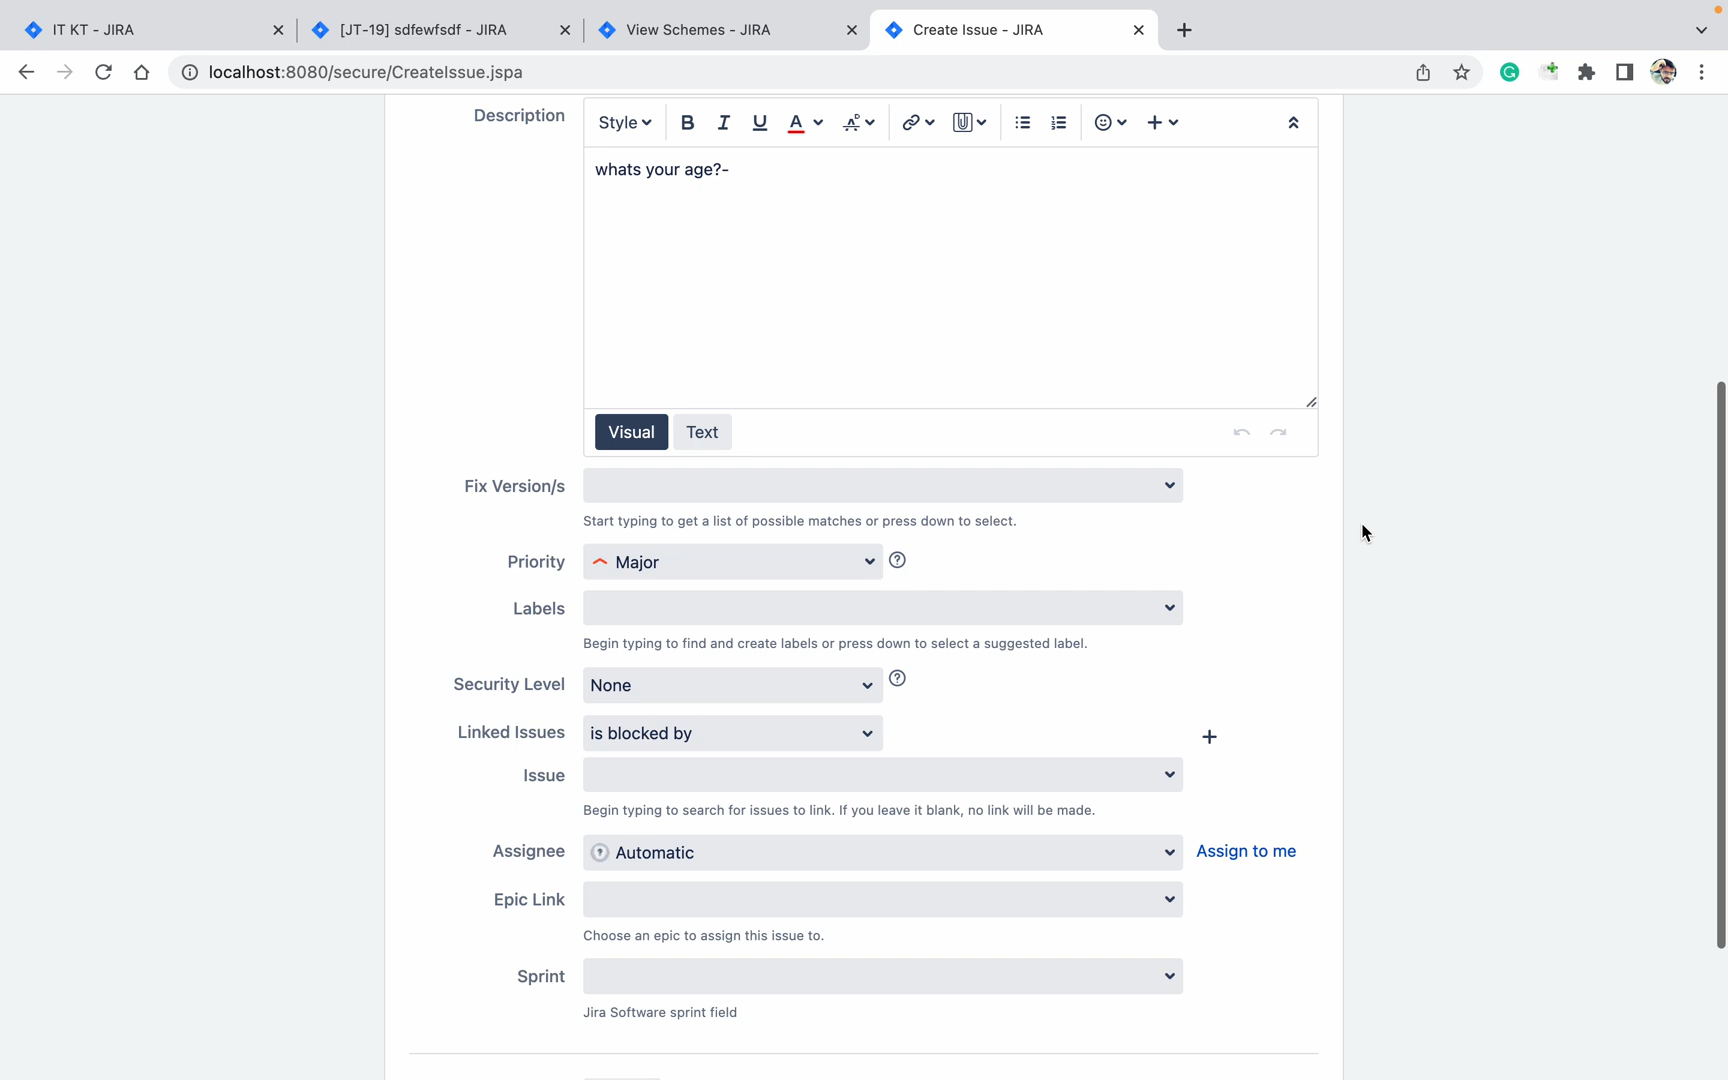 IT KT - JIRA
[JT-19] sdfewfsdf - JIRA
View Schemes - JIRA
Create Issue - JIRA
localhost:8080/secure/CreateIssue.jspa
Description
Style
B I U A
whats your age?-
Visual Text
Fix Version/s
Start typing to get a list of possible matches or press down to select.
Priority Major
Labels
Begin typing to find and create labels or press down to select a suggested label.
Security Level None
Linked Issues is blocked by
Issue
Begin typing to search for issues to link. If you leave it blank, no link will be made.
Assignee Automatic Assign to me
Epic Link
Choose an epic to assign this issue to.
Sprint
Jira Software sprint field